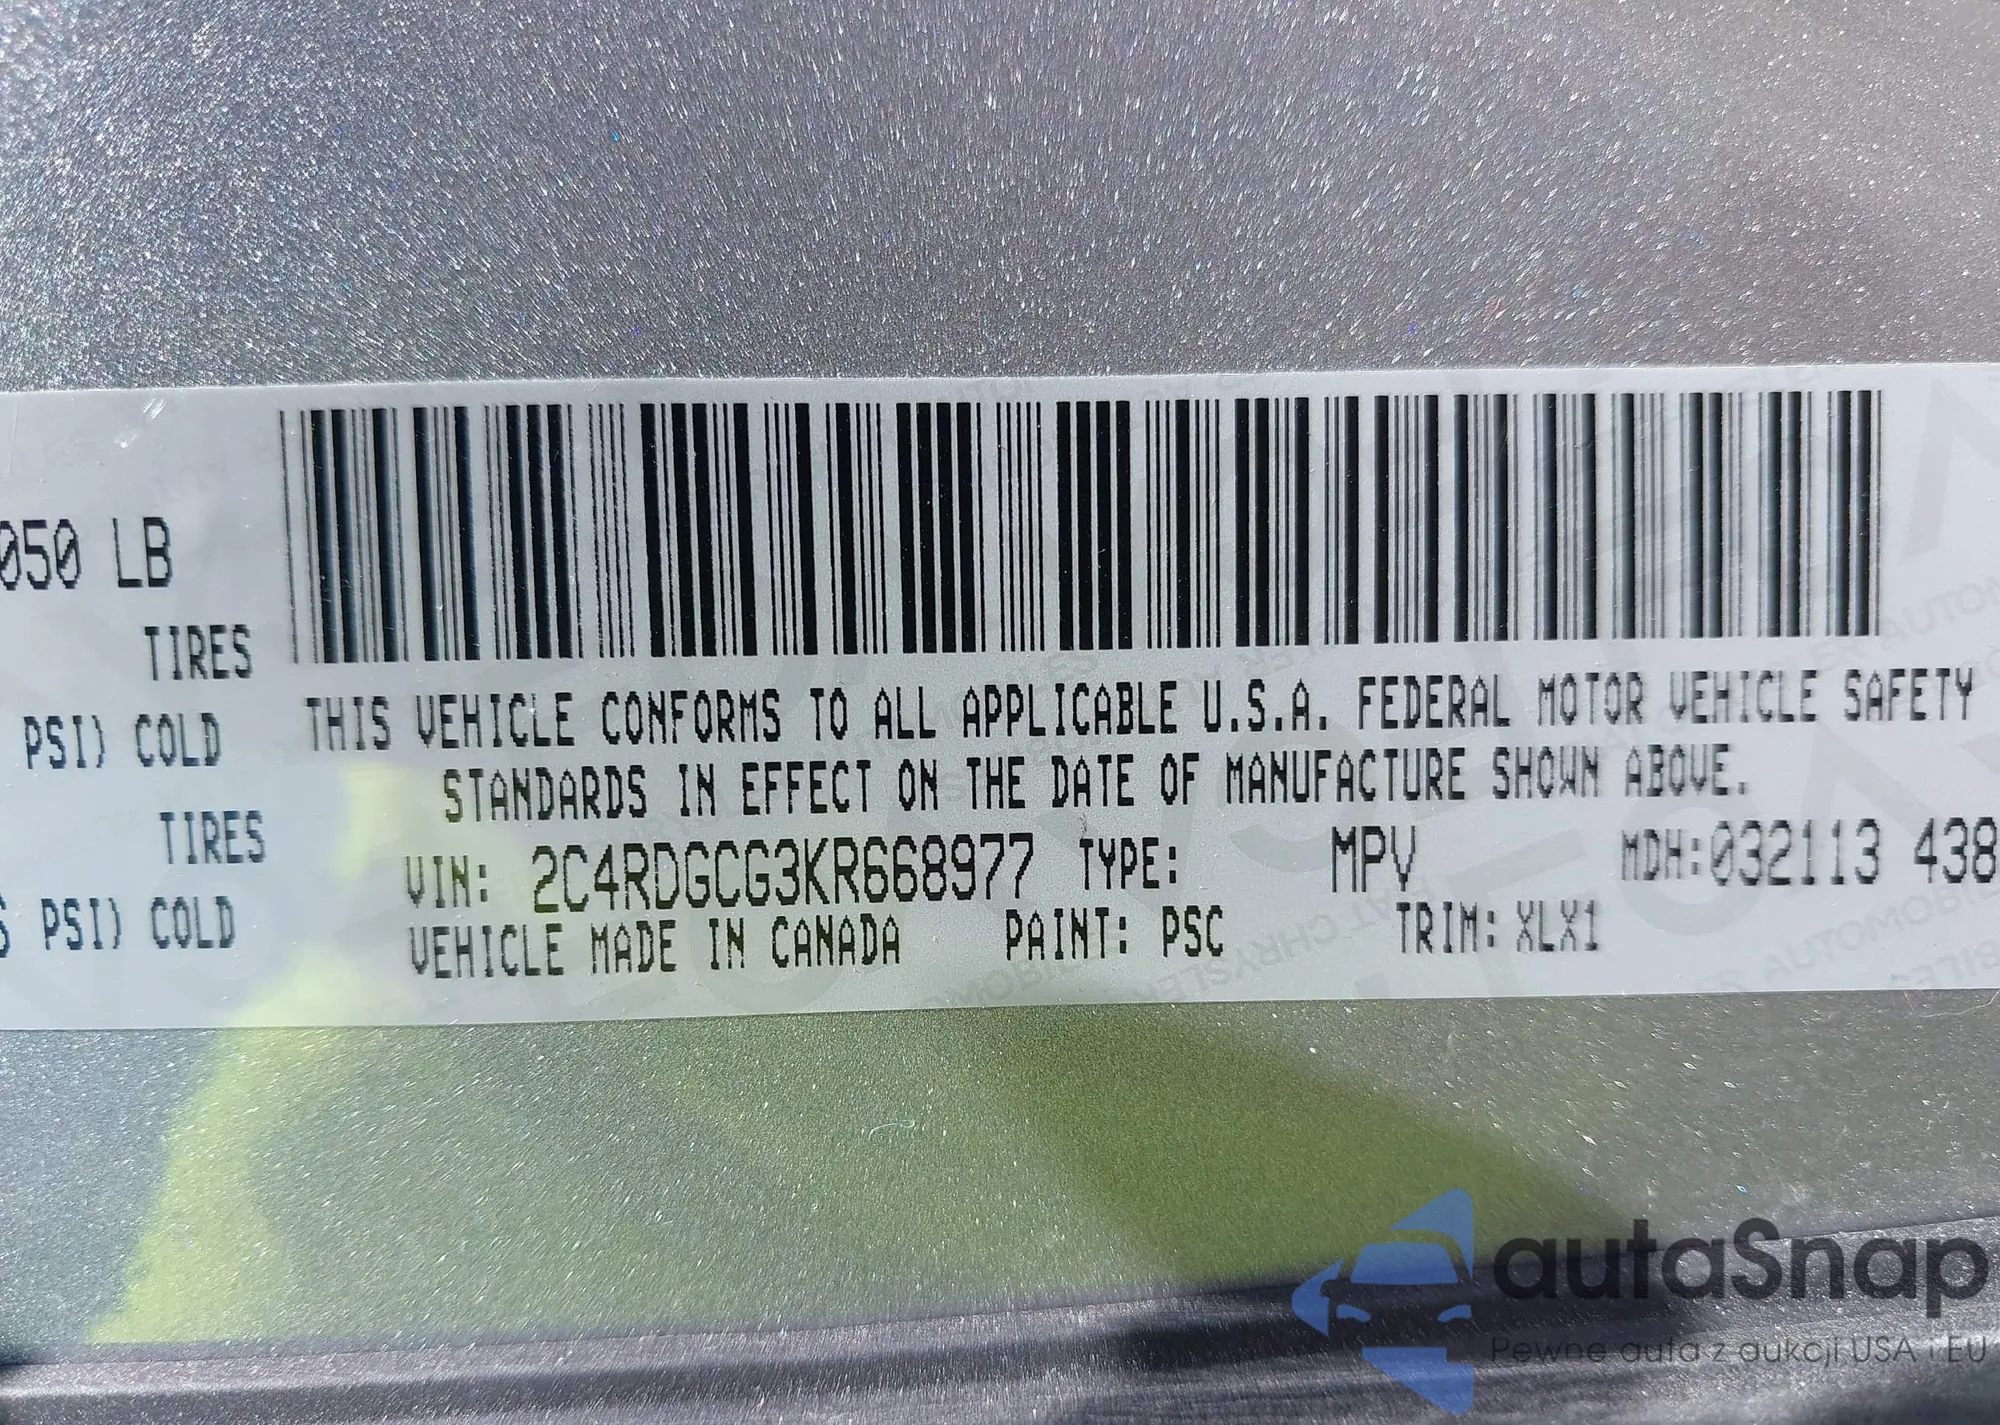 050 LB
TIRES
PSI) COLD
TIRES
PSI) COLD
THIS VEHICLE CONFORMS TO ALL APPLICABLE U.S.A. FEDERAL MOTOR VEHICLE SAFETY
STANDARDS IN EFFECT ON THE DATE OF MANUFACTURE SHOWN ABOVE.
VIN: 2C4RDGCG3KR668977 TYPE: MPV MDH:032113 438
VEHICLE MADE IN CANADA PAINT: PSC TRIM: XLX1
autaSnap
Pewne auta z aukcji USA i EU